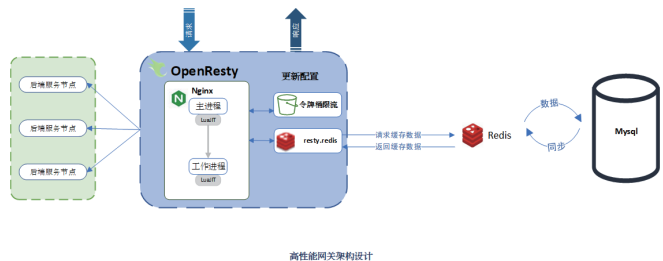 请求
响应
OpenResty
更新配置
Nginx
主进程
LuaJIT
工作进程
LuaJIT
令牌桶限流
resty.redis
后端服务节点
后端服务节点
后端服务节点
请求缓存数据
返回缓存数据
Redis
数据
同步
Mysql
高性能网关架构设计